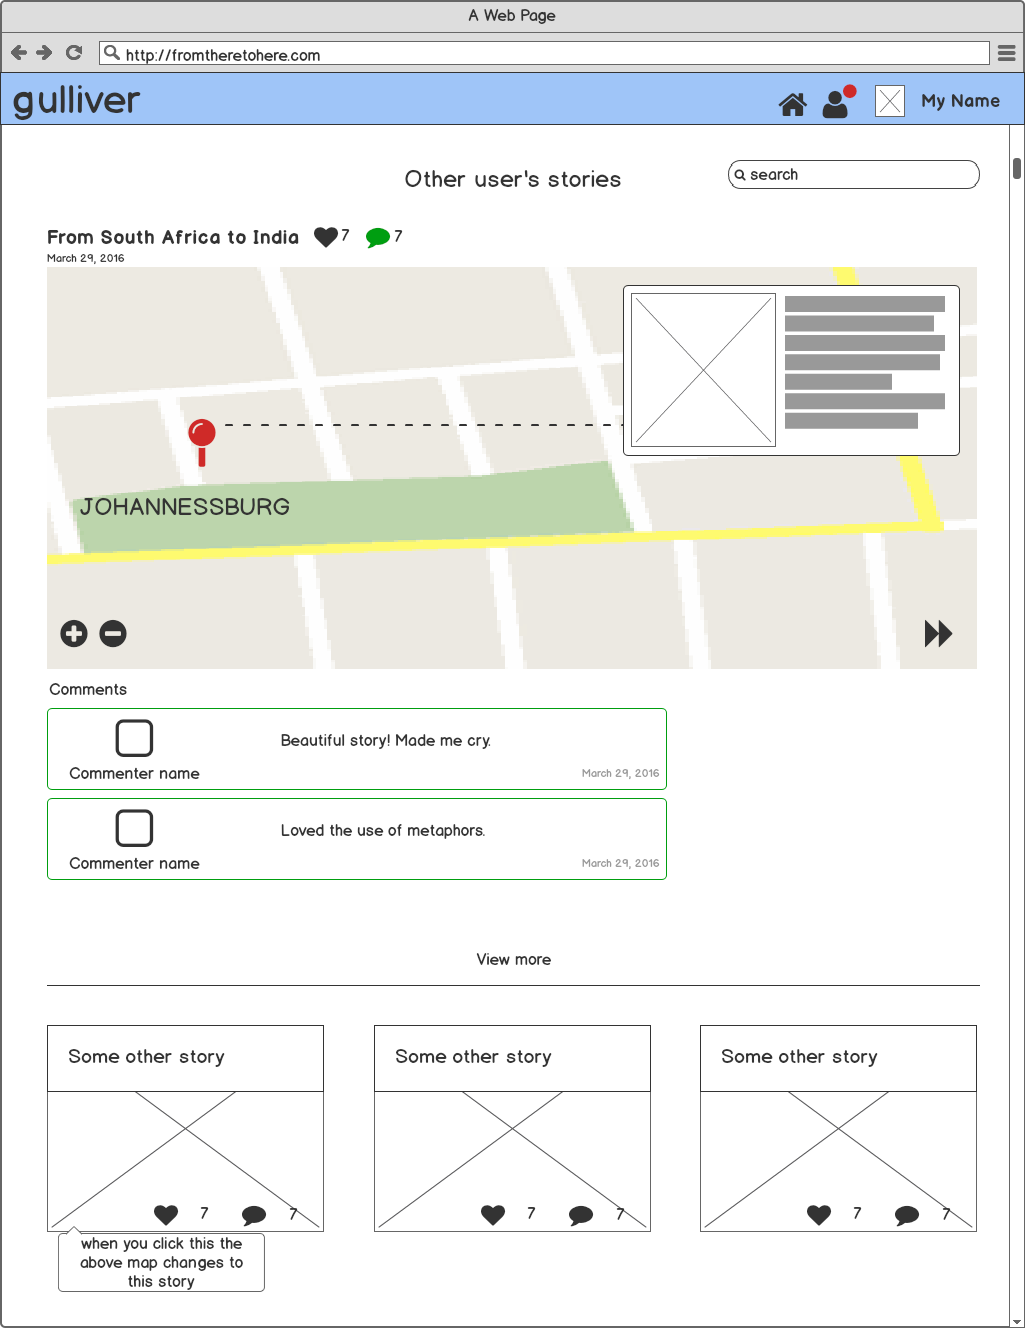 A Web Page
http://fromtheretohere.com
gulliver
My Name
Other user's stories
search
From South Africa to India
7
7
March 29, 2016
JOHANNESSBURG
Comments
Beautiful story! Made me cry.
Commenter name
March 29, 2016
Loved the use of metaphors.
Commenter name
March 29, 2016
View more
Some other story
Some other story
Some other story
7
7
7
7
7
7
when you click this the
above map changes to
this story